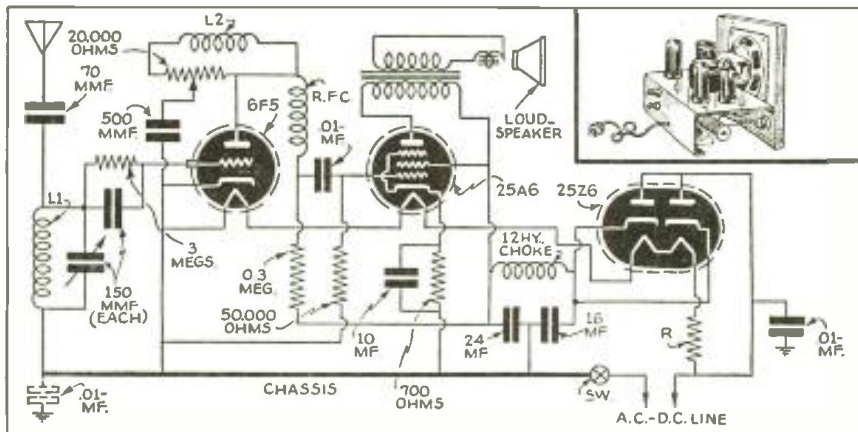 L2
20,000
OHMS
70
MMF.
500
MMF.
6F5
R.F.C
.01-
MF.
LOUD-
SPEAKER
25A6
25Z6
L1
3
MEGS
150
MMF.
(EACH)
0.3
MEG.
50,000
OHMS
10
MF
12HY.
CHOKE
24
MF
16
MF
R
.01-
MF.
.01-
MF.
CHASSIS
700
OHMS
SW.
A.C.-D.C. LINE